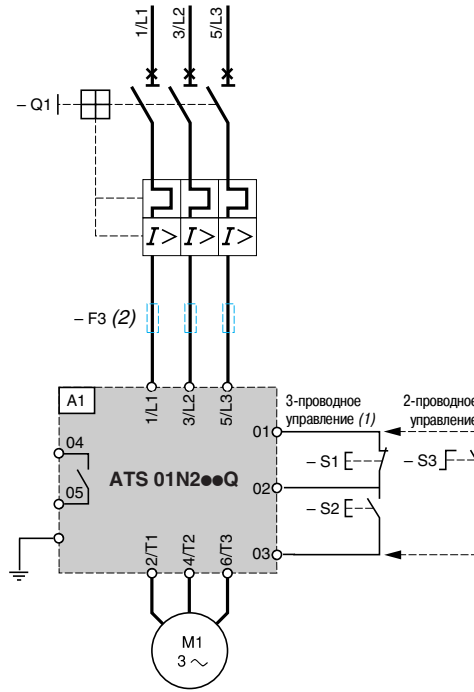 1/L1
3/L2
5/L3
– Q1
I>
I>
I>
– F3 (2)
A1
1/L1
3/L2
5/L3
3-проводное
управление (1)
2-проводное
управление
01
04
– S1
– S3
ATS 01N2●●Q
02
05
– S2
03
2/T1
4/T2
6/T3
M1
3 ~